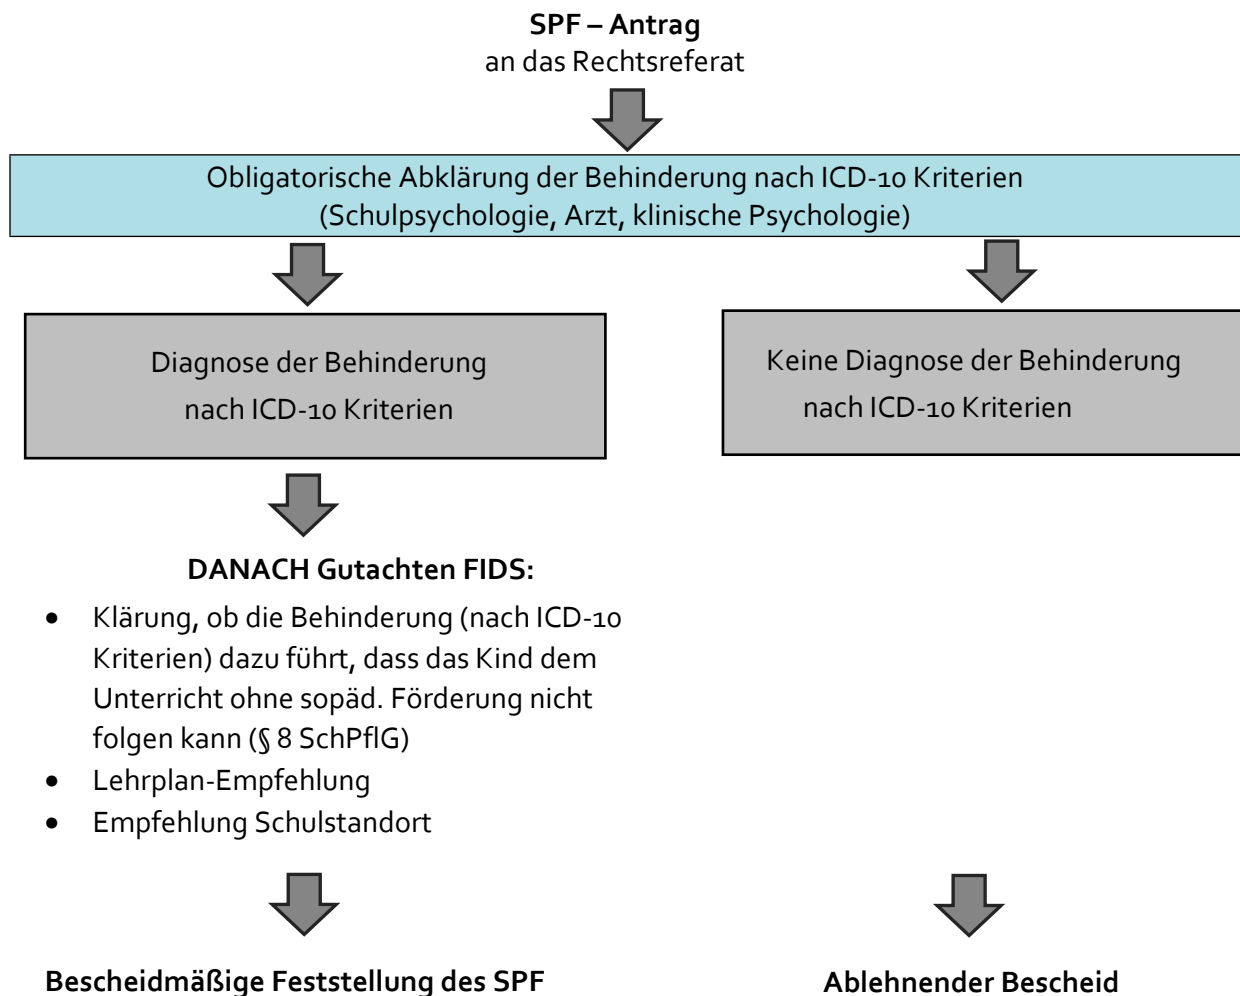 SPF – Antrag
an das Rechtsreferat
Obligatorische Abklärung der Behinderung nach ICD-10 Kriterien
(Schulpsychologie, Arzt, klinische Psychologie)
Diagnose der Behinderung
nach ICD-10 Kriterien
Keine Diagnose der Behinderung
nach ICD-10 Kriterien
DANACH Gutachten FIDS:
• Klärung, ob die Behinderung (nach ICD-10
Kriterien) dazu führt, dass das Kind dem
Unterricht ohne sopäd. Förderung nicht
folgen kann (§ 8 SchPflG)
• Lehrplan-Empfehlung
• Empfehlung Schulstandort
Bescheidmäßige Feststellung des SPF
Ablehnender Bescheid